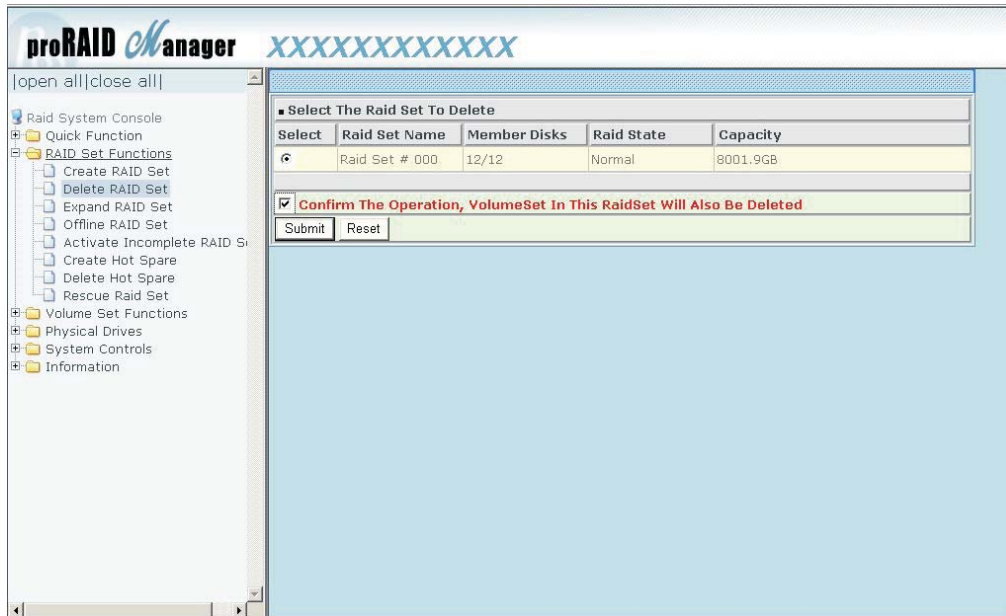 proRAID Manager XXXXXXXXXXXXX
|open all|close all|
Raid System Console
Quick Function
RAID Set Functions
Create RAID Set
Delete RAID Set
Expand RAID Set
Offline RAID Set
Activate Incomplete RAID S
Create Hot Spare
Delete Hot Spare
Rescue Raid Set
Volume Set Functions
Physical Drives
System Controls
Information
Select The Raid Set To Delete
Select Raid Set Name Member Disks Raid State Capacity
Raid Set # 000 12/12 Normal 8001.9GB
Confirm The Operation, VolumeSet In This RaidSet Will Also Be Deleted
Submit Reset